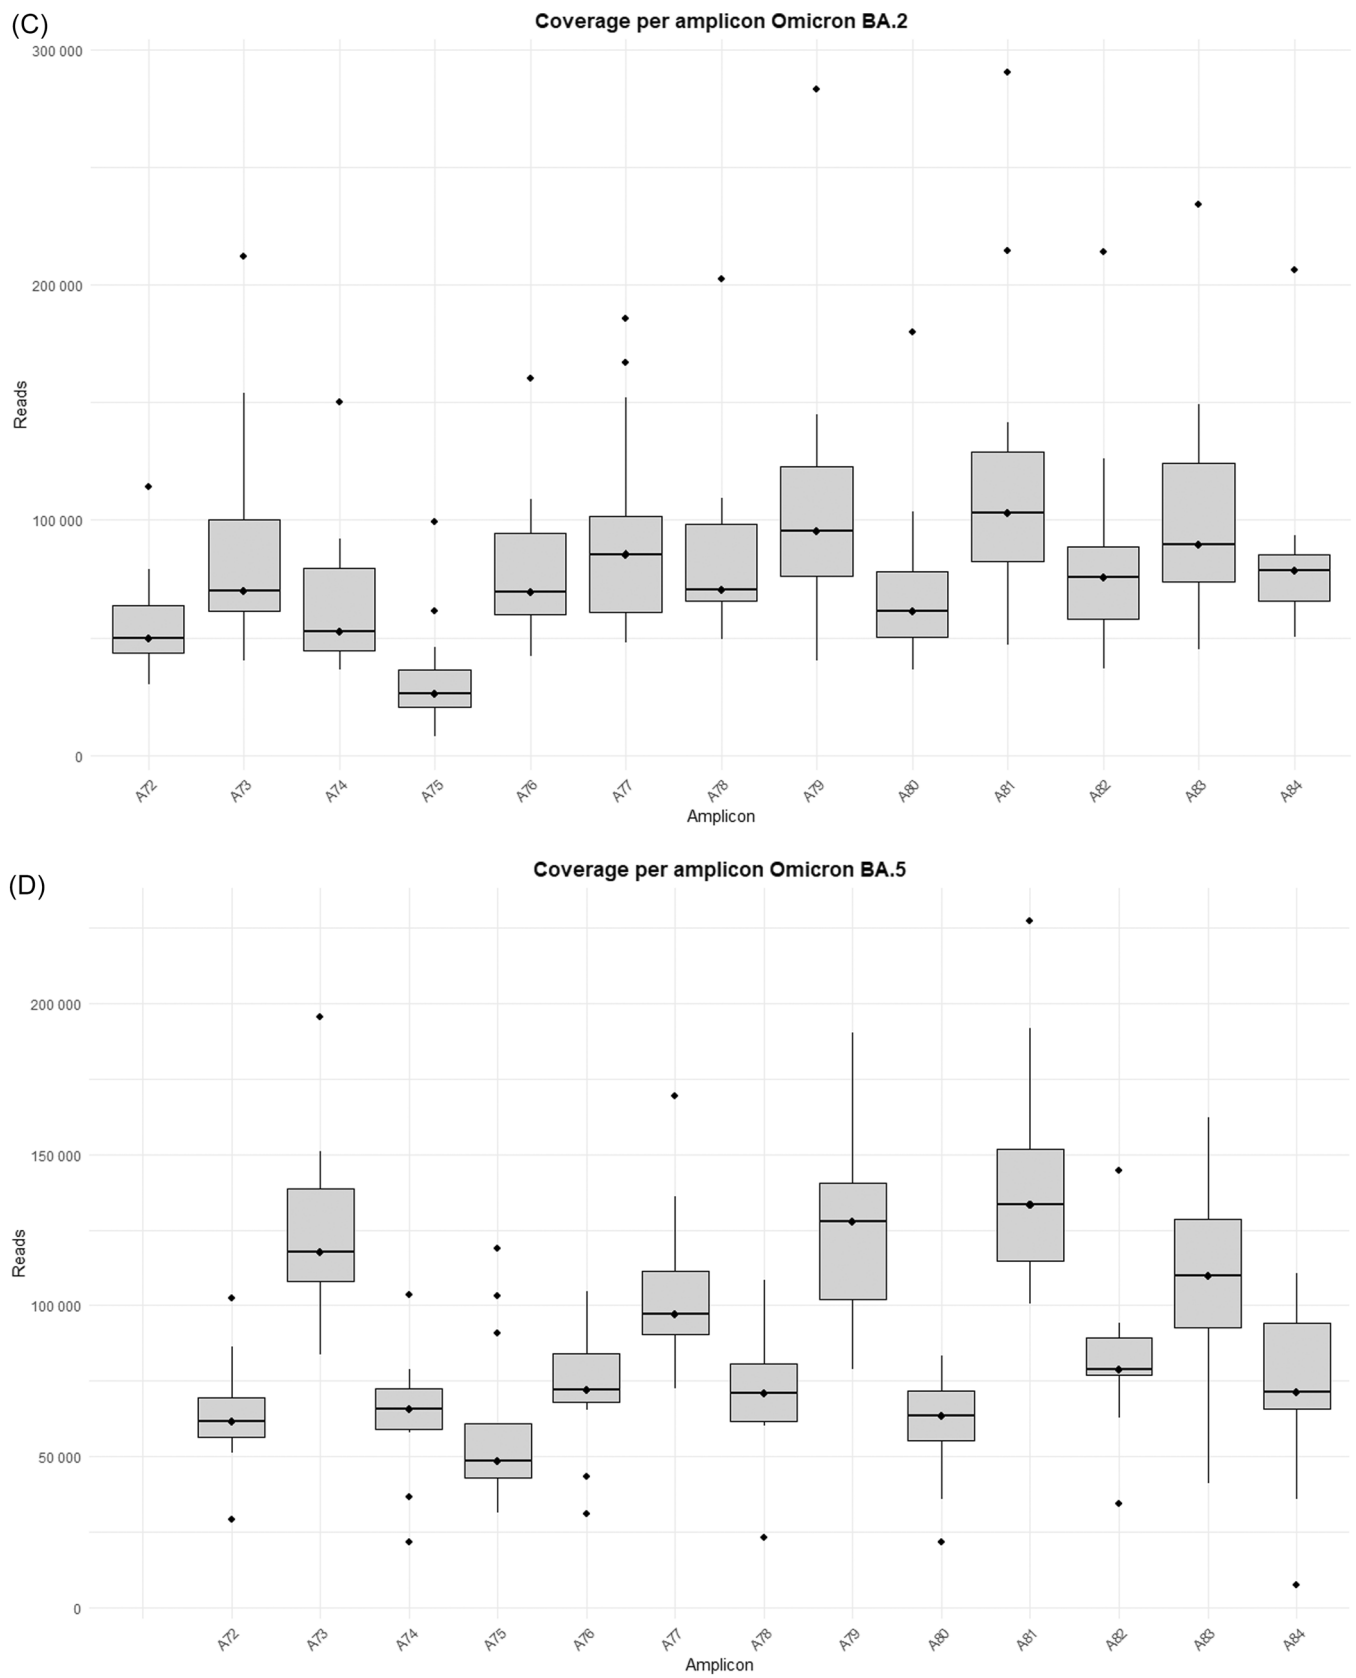 (C)
Coverage per amplicon Omicron BA.2
300 000
200 000
100 000
0
Reads
A72 A73 A74 A75 A76 A77 A78 A79 A80 A81 A82 A83 A84
Amplicon
(D)
Coverage per amplicon Omicron BA.5
200 000
150 000
100 000
50 000
0
Reads
A72 A73 A74 A75 A76 A77 A78 A79 A80 A81 A82 A83 A84
Amplicon